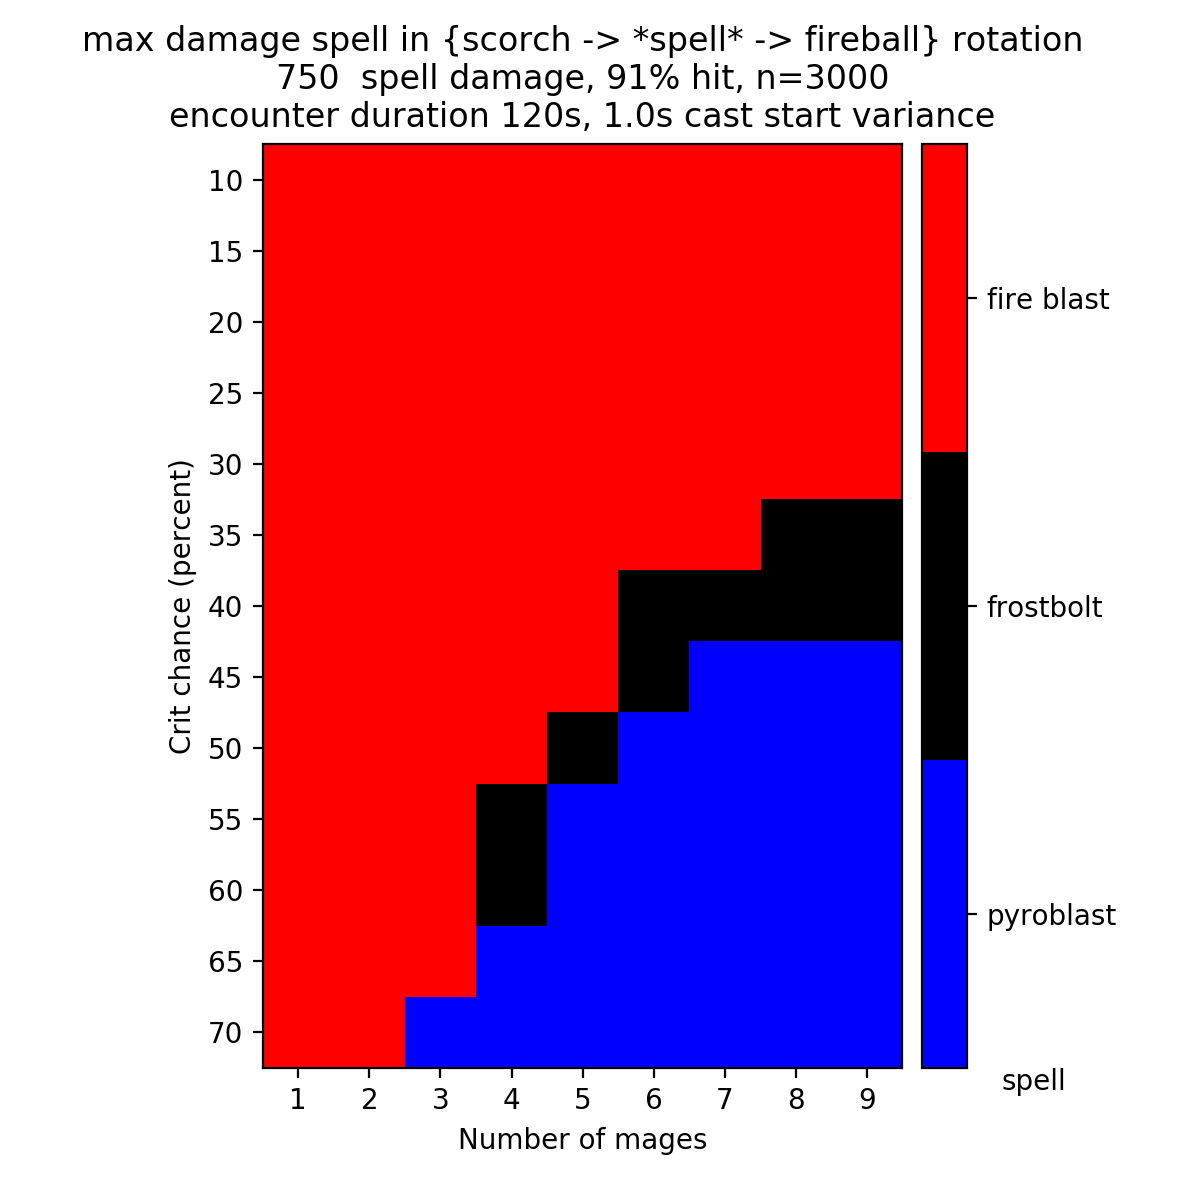 max damage spell in {scorch -> *spell* -> fireball} rotation
750  spell damage, 91% hit, n=3000
encounter duration 120s, 1.0s cast start variance
10
15
20
25
30
35
40
45
50
55
60
65
70
Crit chance (percent)
1 2 3 4 5 6 7 8 9
Number of mages
fire blast
frostbolt
pyroblast
spell